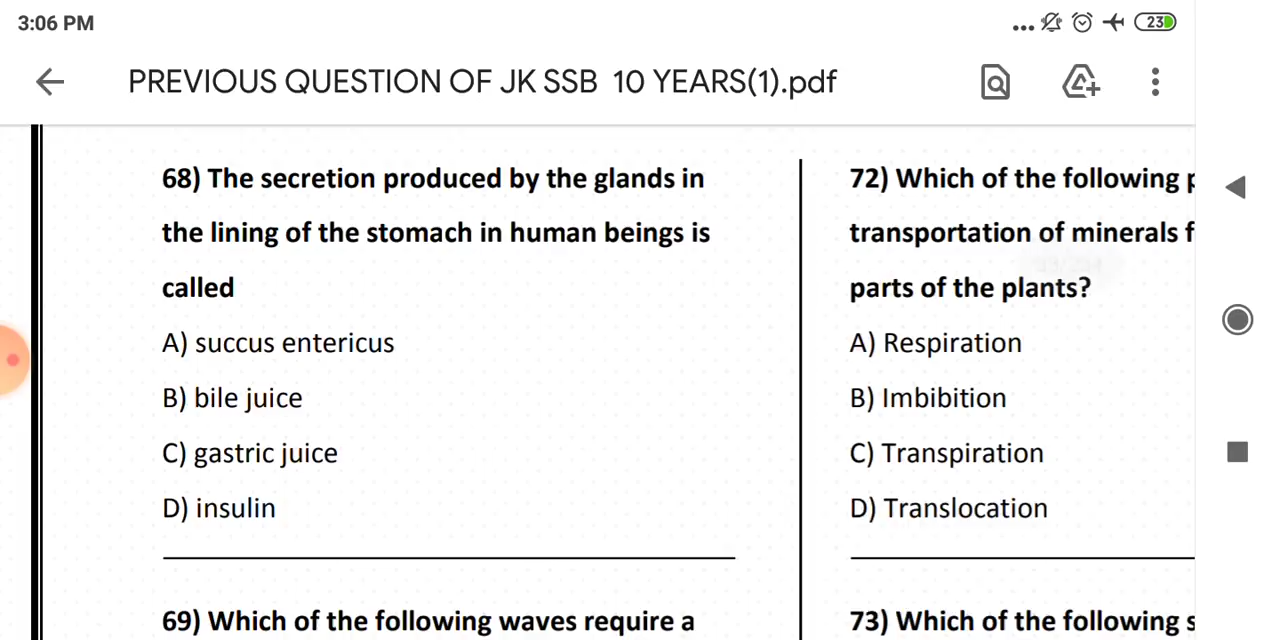 3:06 PM
... 23
PREVIOUS QUESTION OF JK SSB 10 YEARS(1).pdf
68) The secretion produced by the glands in
the lining of the stomach in human beings is
called
A) succus entericus
B) bile juice
C) gastric juice
D) insulin
69) Which of the following waves require a
72) Which of the following
transportation of minerals
parts of the plants?
A) Respiration
B) Imbibition
C) Transpiration
D) Translocation
73) Which of the following